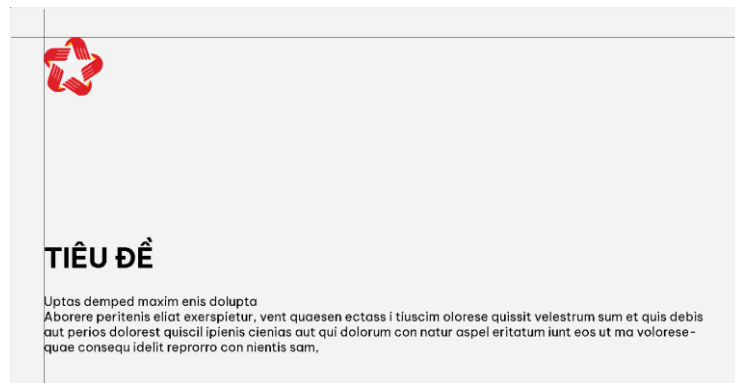 TIÊU ĐỀ
Uptas demped maxim enis dolupta
Aborere peritenis eliat exerspietur, vent quaesen ectass i tiuscim olorese quissit velestrum sum et quis debis
aut perios dolorest quiscil ipienis cienias aut qui dolorum con natur aspel eritatum iunt eos ut ma volorese-
quae consequ idelit reprorro con nientis sam,